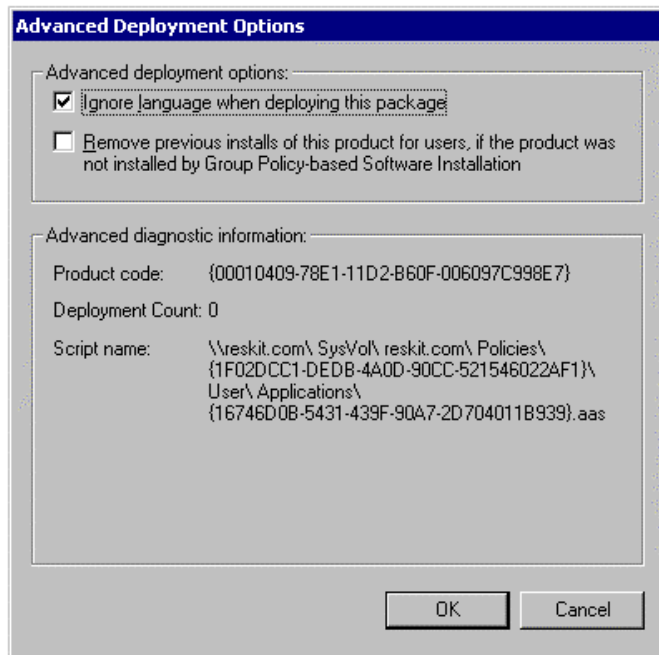 Advanced Deployment Options
Advanced deployment options:
Ignore language when deploying this package
Remove previous installs of this product for users, if the product was
not installed by Group Policy-based Software Installation
Advanced diagnostic information:
Product code: {00010409-78E1-11D2-B60F-006097C998E7}
Deployment Count: 0
Script name: \\reskit.com\ SysVol\ reskit.com\ Policies\
{1F02DCC1-DEDB-4A0D-90CC-521546022AF1}\
User\ Applications\
{16746D0B-5431-439F-90A7-2D704011B939}.aas
OK Cancel